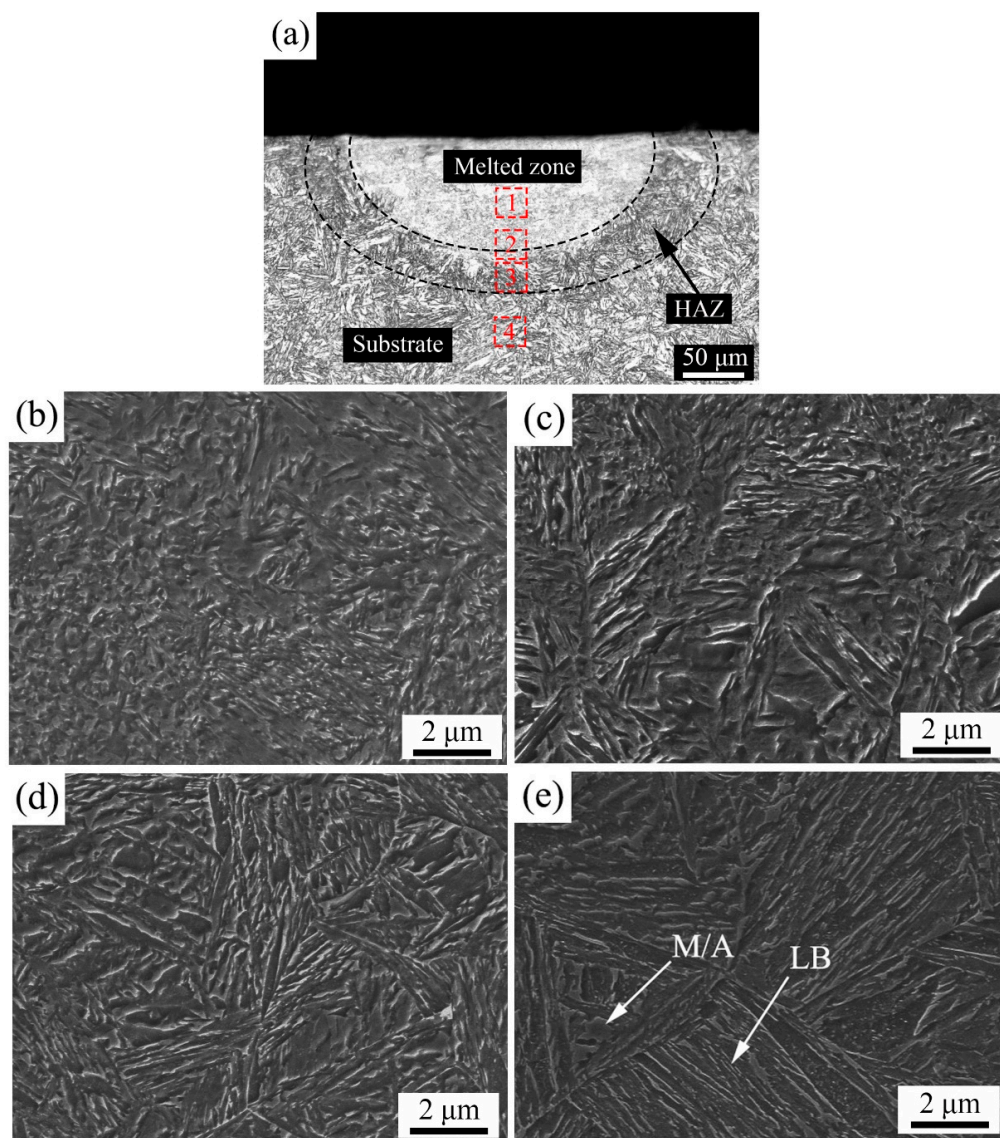 (a)
Melted zone
1
2
3
HAZ
4
Substrate
50 μm
(b)
2 μm
(c)
2 μm
(d)
2 μm
(e)
M/A
LB
2 μm